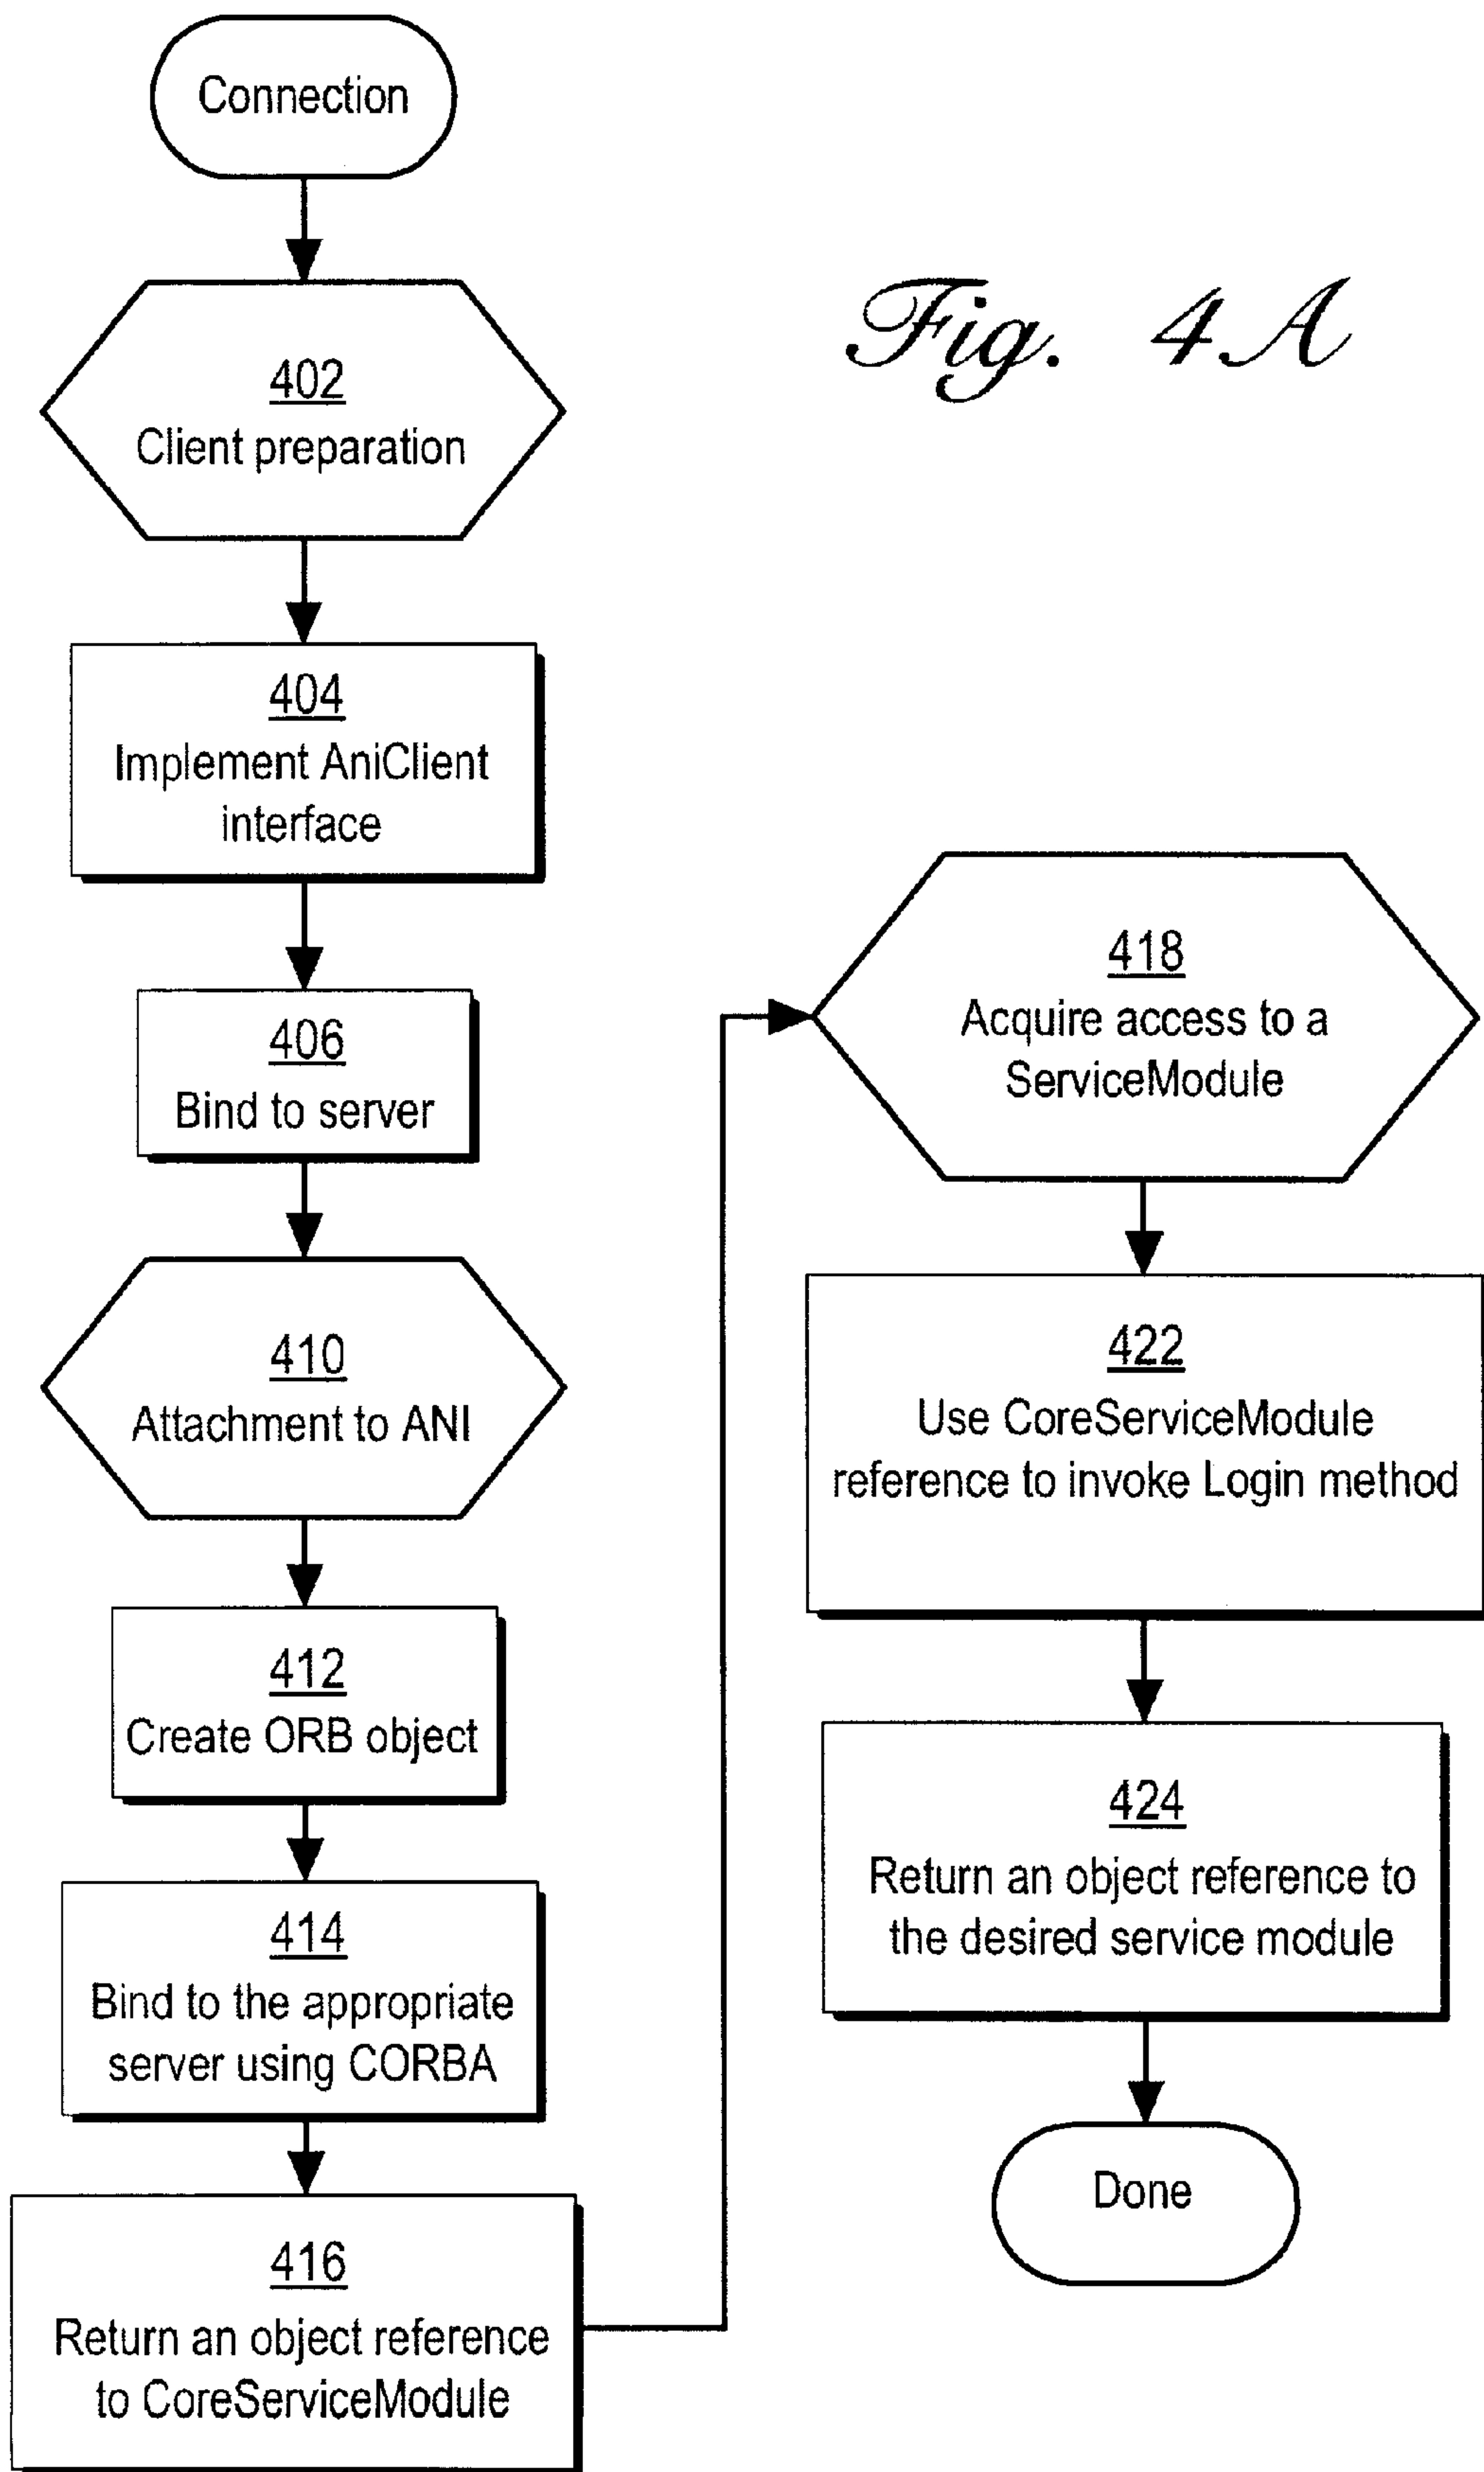 Connection
Fig. 4A
402
Client preparation
404
Implement AniClient
interface
406
Bind to server
410
Attachment to ANI
412
Create ORB object
414
Bind to the appropriate
server using CORBA
416
Return an object reference
to CoreServiceModule
418
Acquire access to a
ServiceModule
422
Use CoreServiceModule
reference to invoke Login method
424
Return an object reference to
the desired service module
Done